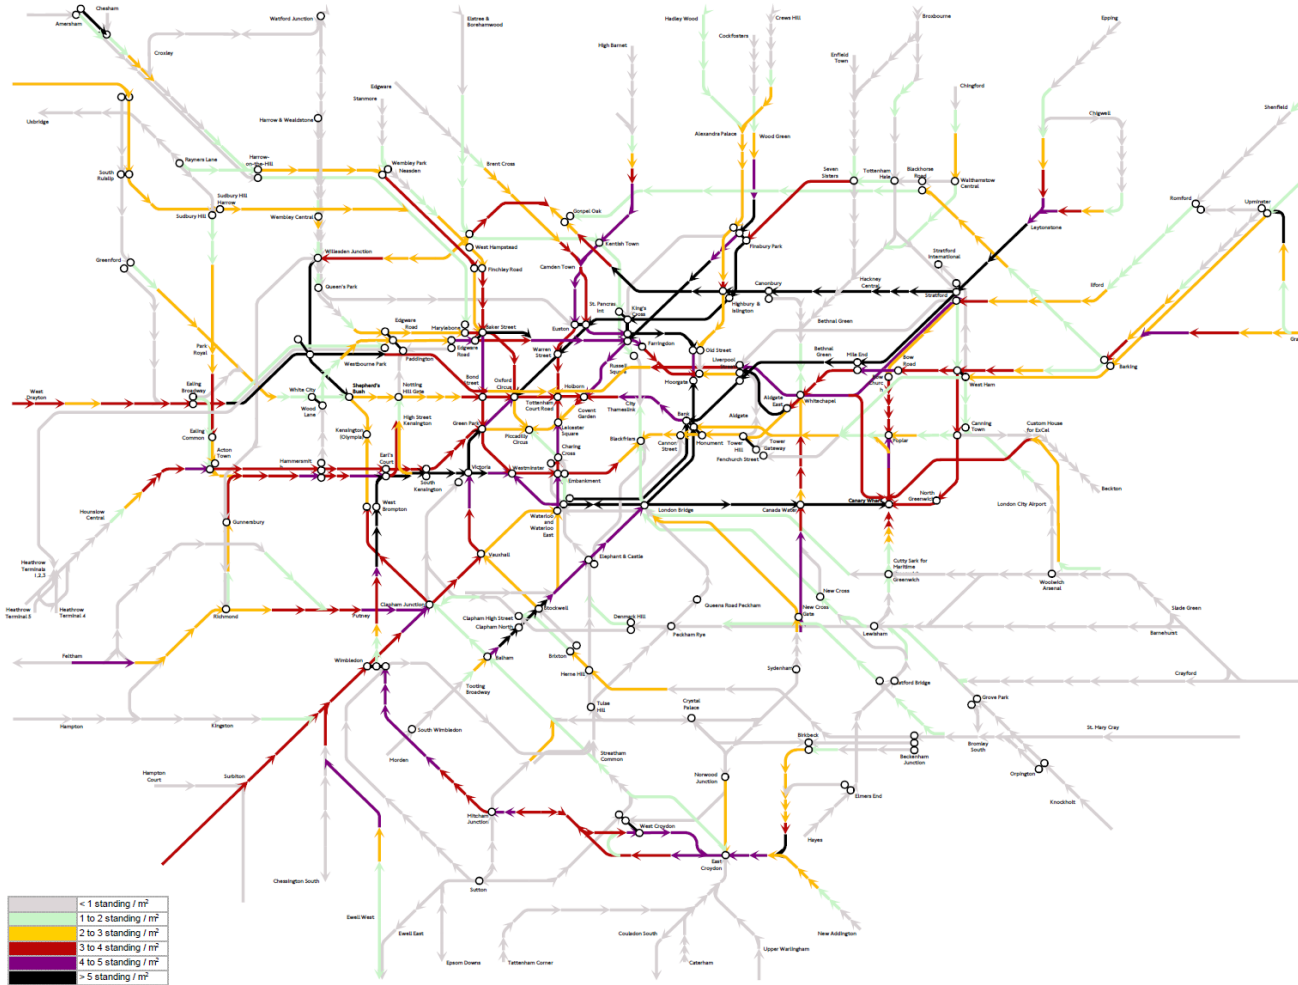 Chesham
Amersham
Watford Junction
Elstree &
Borehamwood
Hadley Wood
Crews Hill
Broxbourne
Epping
Cockfosters
High Barnet
Croxley
Enfield
Town
Edgware
Stanmore
Chingford
Chigwell
Shenfield
Uxbridge
Harrow & Wealdstone
Alexandra Palace
Wood Green
Rayners Lane
Harrow-
on-the-Hill
Wembley Park
Neasden
Brent Cross
Seven
Sisters
Tottenham
Hale
Blackhorse
Road
Walthamstow
Central
South
Ruislip
Sudbury Hill
Harrow
Sudbury Hill
Wembley Central
Gospel Oak
Romford
Upminster
Leytonstone
Willesden Junction
West Hampstead
Kentish Town
Finsbury Park
Stratford
International
Greenford
Finchley Road
Camden Town
Queen's Park
Canonbury
Hackney
Central
Stratford
Ilford
Highbury &
Islington
St. Pancras
Int
King's
Cross
Edgware
Road
Marylebone
Baker Street
Euston
Bethnal Green
Farringdon
Park
Royal
Paddington
Edgware
Road
Warren
Street
Old Street
Bethnal
Green
Mile End
Bow
Road
Barking
Westbourne Park
Russell
Square
Liverpool
Moorgate
Bond
Street
Oxford
Circus
Holborn
West Ham
West
Drayton
Ealing
Broadway
White City
Shepherd's
Notting
Hill Gate
Wood
Lane
Tottenham
Court Road
Covent
Garden
City
Thameslink
Aldgate
East
Whitechapel
Bank
Aldgate
High Street
Kensington
Kensington
(Olympia)
Green Park
Leicester
Square
Piccadilly
Circus
Ealing
Common
Blackfriars
Cannon
Street
Monument
Tower
Hill
Tower
Gateway
Fenchurch Street
Poplar
Canning
Town
Custom House
for ExCel
Acton
Town
Hammersmit
Earl's
Court
South
Kensington
Victoria
Westminster
Charing
Cross
Embankment
Beckton
Hounslow
Central
Gunnersbury
West
Brompton
Waterloo
and
Waterloo
East
London Bridge
Canada Water
Canary Wharf
North
Greenwich
London City Airport
Heathrow
Terminals
1,2,3
Heathrow
Terminal 5
Heathrow
Terminal 4
Vauxhall
Elephant & Castle
Cutty Sark for
Maritime
Greenwich
Woolwich
Arsenal
Richmond
Putney
Clapham Junction
Stockwell
Queens Road Peckham
New Cross
New Cross
Gate
Slade Green
Clapham High Street
Clapham North
Denmark Hill
Peckham Rye
Lewisham
Barnehurst
Feltham
Wimbledon
Balham
Brixton
Herne Hill
Sydenham
Crayford
Tooting
Broadway
Grove Park
Hampton
Kingston
South Wimbledon
Tulse
Hill
Crystal
Palace
Birkbeck
St. Mary Cray
Morden
Streatham
Common
Beckenham
Junction
Bromley
South
Orpington
Hampton
Court
Surbiton
Norwood
Junction
Elmers End
Knockholt
Mitcham
Junction
West Croydon
Hayes
East
Croydon
Chessington South
Sutton
Ewell West
Ewell East
Coulsdon South
New Addington
Epsom Downs
Tattenham Corner
Caterham
Upper Warlingham
< 1 standing / m²
1 to 2 standing / m²
2 to 3 standing / m²
3 to 4 standing / m²
4 to 5 standing / m²
> 5 standing / m²